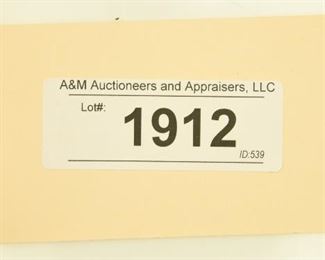 A&M Auctioneers and Appraisers, LLC
Lot#:
1912
ID:539